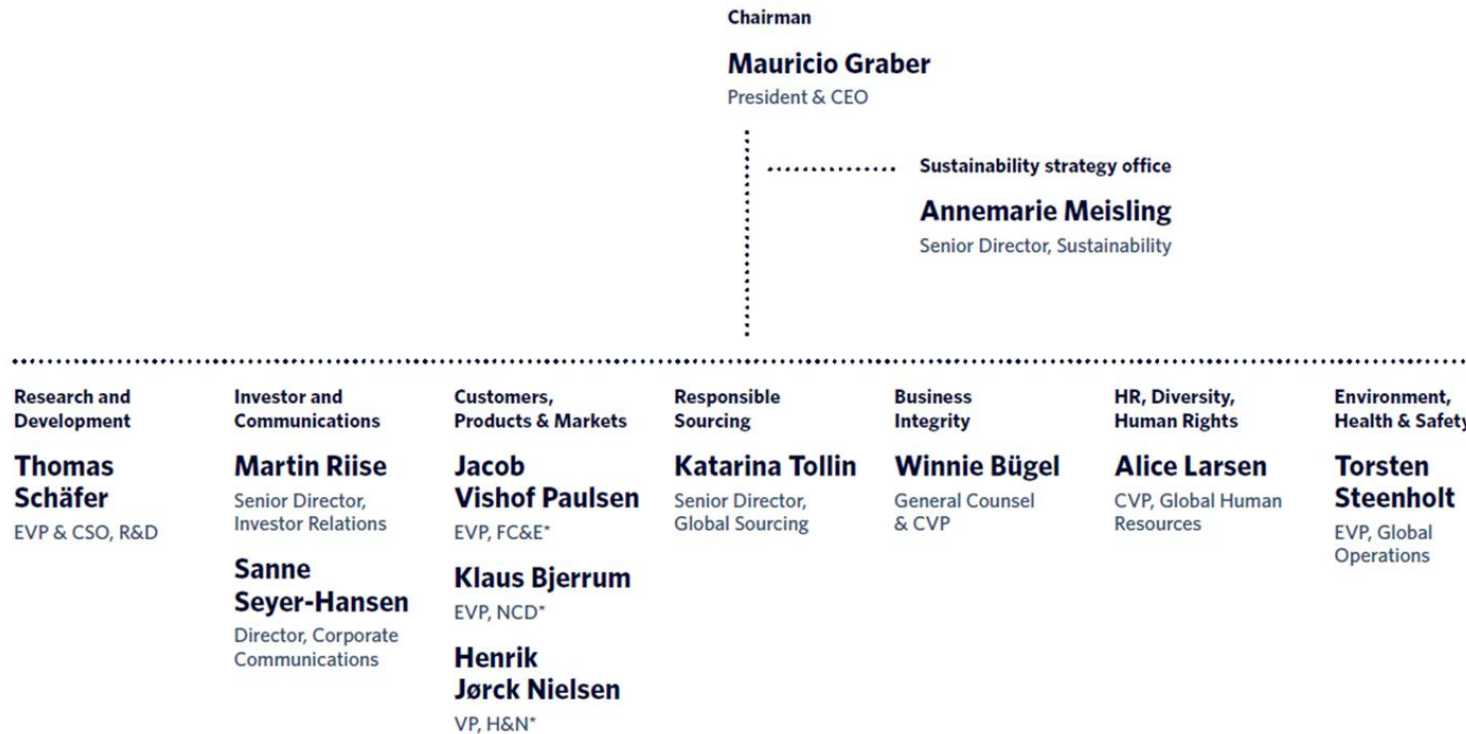 Chairman
Mauricio Graber
President & CEO
Sustainability strategy office
Annemarie Meisling
Senior Director, Sustainability
Research and
Development
Thomas
Schäfer
EVP & CSO, R&D
Investor and
Communications
Martin Riise
Senior Director,
Investor Relations
Sanne
Seyer-Hansen
Director, Corporate
Communications
Customers,
Products & Markets
Jacob
Vishof Paulsen
EVP, FC&E*
Klaus Bjerrum
EVP, NCD*
Henrik
Jørck Nielsen
VP, H&N*
Responsible
Sourcing
Katarina Tollin
Senior Director,
Global Sourcing
Business
Integrity
Winnie Bügel
General Counsel
& CVP
HR, Diversity,
Human Rights
Alice Larsen
CVP, Global Human
Resources
Environment,
Health & Safety
Torsten
Steenholt
EVP, Global
Operations